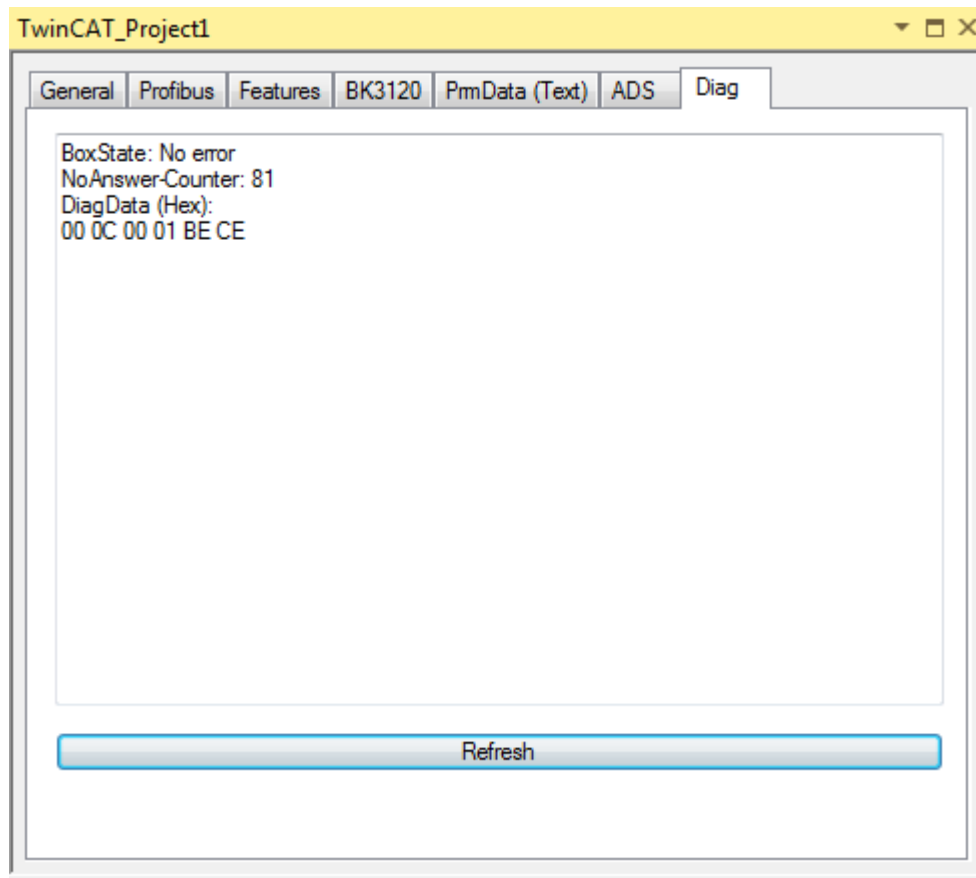 TwinCAT_Project1
General Profibus Features BK3120 PrmData (Text) ADS Diag
BoxState: No error
NoAnswer-Counter: 81
DiagData (Hex):
00 0C 00 01 BE CE
Refresh